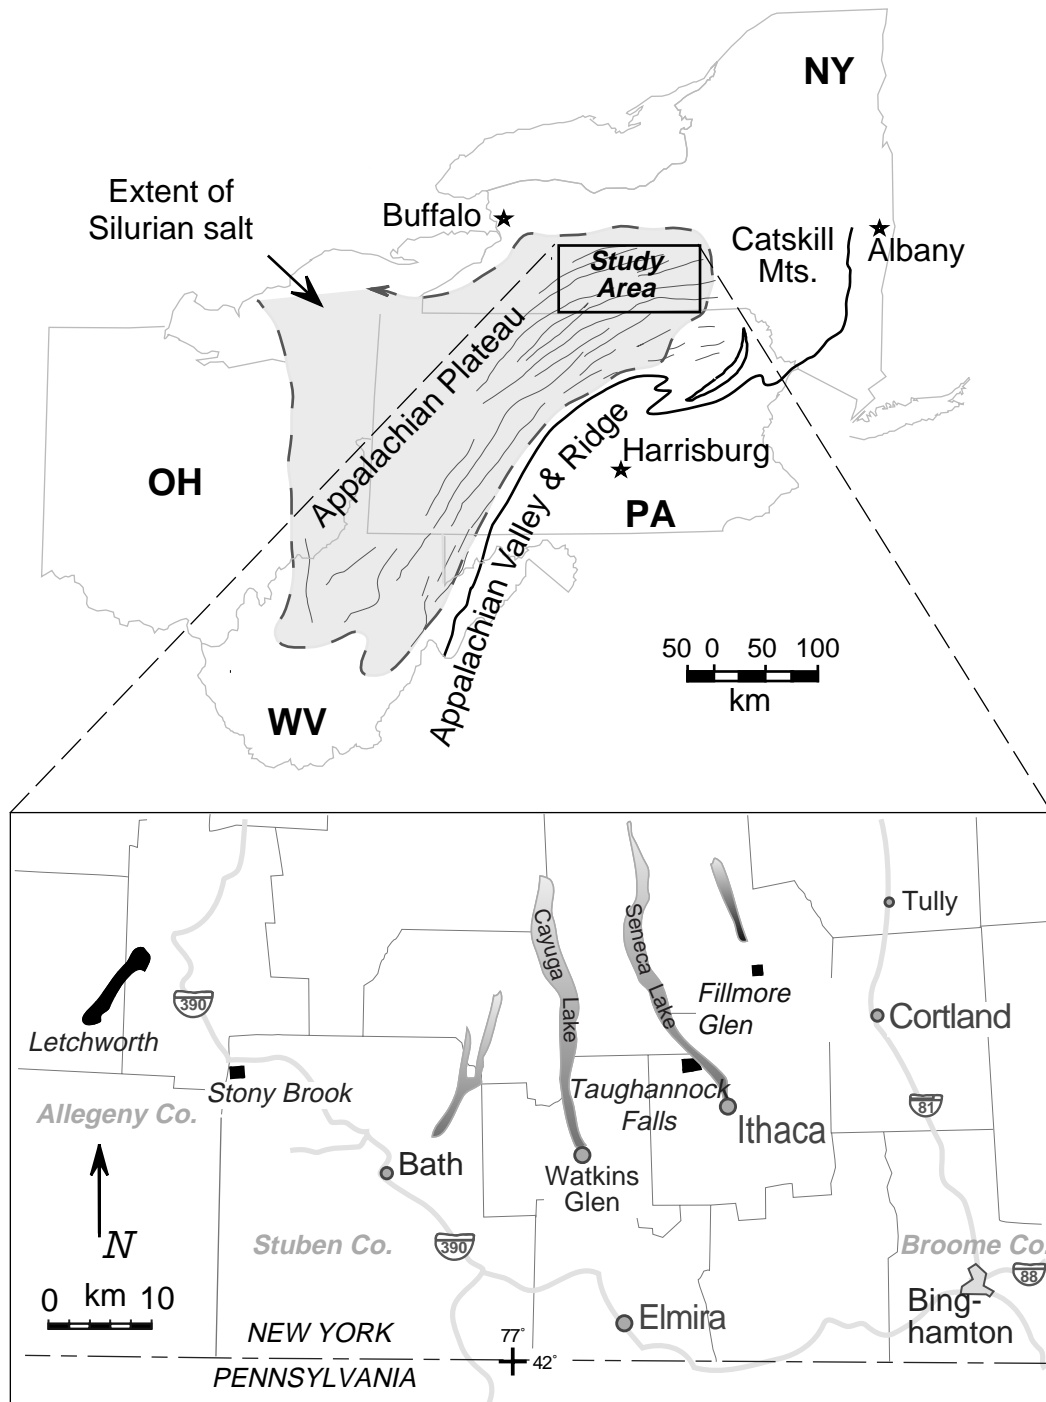 NY
Extent of
Silurian salt
Buffalo
Catskill
Mts.
Albany
Study
Area
Appalachian Plateau
Appalachian Valley & Ridge
Harrisburg
OH
PA
WV
50 0 50 100
km
Tully
Cayuga
Lake
Seneca
Lake
Fillmore
Glen
Cortland
390
Letchworth
Stony Brook
Taughannock
Falls
Allegeny Co.
81
Ithaca
Bath
Watkins
Glen
N
Stuben Co.
390
Broome Co.
88
0 km 10
Bing-
hamton
Elmira
NEW YORK
77°
42°
PENNSYLVANIA